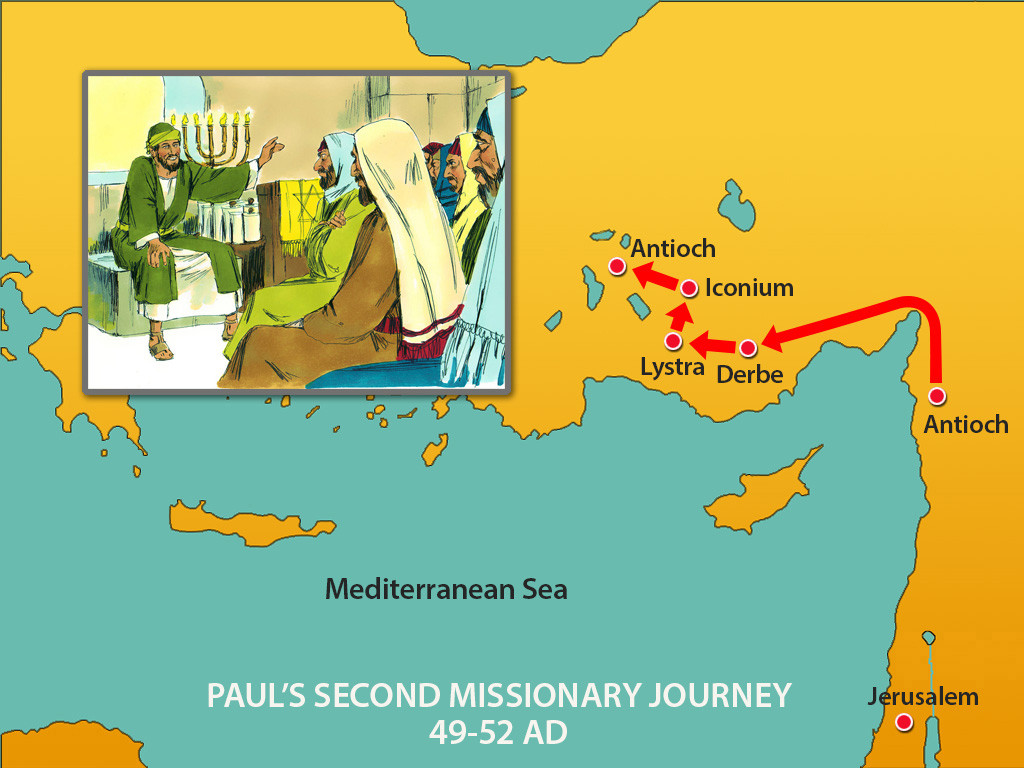 Antioch
Iconium
Lystra
Derbe
Antioch
Mediterranean Sea
Jerusalem
PAUL’S SECOND MISSIONARY JOURNEY
49-52 AD